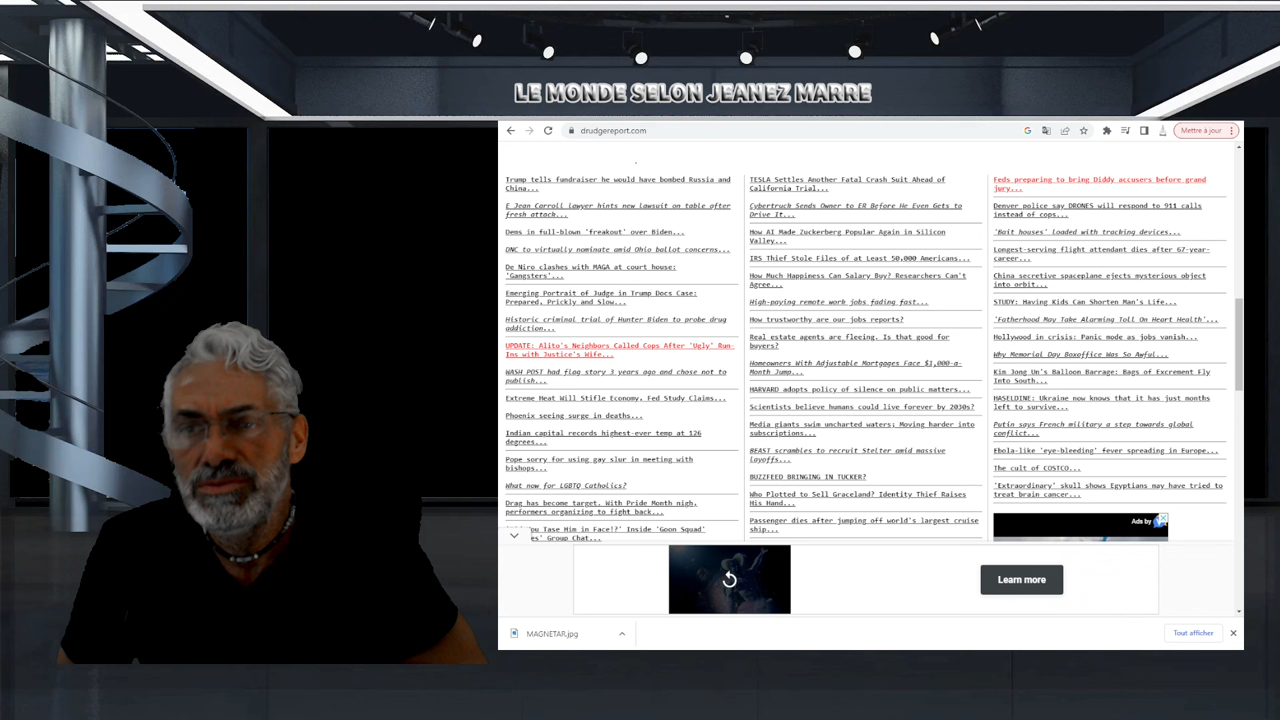 LE MONDE SELON JEANEZ MARRE
drudgereport.com
Mettre à jour
Trump tells fundraiser he would have bombed Russia and
China...
E Jean Carroll lawyer hints new lawsuit on table after
fresh attack...
Dems in full-blown 'freakout' over Biden...
DNC to virtually nominate amid Ohio ballot concerns...
De Niro clashes with MAGA at court house:
'Gangsters'...
Emerging Portrait of Judge in Trump Docs Case:
Prepared, Prickly and Slow...
Historic criminal trial of Hunter Biden to probe drug
addiction...
UPDATE: Alito's Neighbors Called Cops After 'Ugly' Run-
Ins with Justice's Wife...
WASH POST had flag story 3 years ago and chose not to
publish...
Extreme Heat Will Stifle Economy, Fed Study Claims...
Phoenix seeing surge in deaths...
Indian capital records highest-ever temp at 126
degrees...
Pope sorry for using gay slur in meeting with
bishops...
What now for LGBTQ Catholics?
Drag has become target. With Pride Month nigh,
performers organizing to fight back...
You Tase Him in Face!?' Inside 'Goon Squad'
Group Chat...
TESLA Settles Another Fatal Crash Suit Ahead of
California Trial...
Cybertruck Sends Owner to ER Before He Even Gets to
Drive It...
How AI Made Zuckerberg Popular Again in Silicon
Valley...
IRS Thief Stole Files of at Least 50,000 Americans...
How Much Happiness Can Salary Buy? Researchers Can't
Agree...
High-paying remote work jobs fading fast...
How trustworthy are our jobs reports?
Real estate agents are fleeing. Is that good for
buyers?
Homeowners With Adjustable Mortgages Face $1,000-a-
Month Jump...
HARVARD adopts policy of silence on public matters...
Scientists believe humans could live forever by 2030s?
Media giants swim uncharted waters; Moving harder into
subscriptions...
BEAST scrambles to recruit Stelter amid massive
layoffs...
BUZZFEED BRINGING IN TUCKER?
Who Plotted to Sell Graceland? Identity Thief Raises
His Hand...
Passenger dies after jumping off world's largest cruise
ship...
Feds preparing to bring Diddy accusers before grand
jury...
Denver police say DRONES will respond to 911 calls
instead of cops...
'Bait houses' loaded with tracking devices...
Longest-serving flight attendant dies after 67-year-
career...
China secretive spaceplane ejects mysterious object
into orbit...
STUDY: Having Kids Can Shorten Man's Life...
'Fatherhood May Take Alarming Toll On Heart Health'...
Hollywood in crisis: Panic mode as jobs vanish...
Why Memorial Day Boxoffice Was So Awful...
Kim Jong Un's Balloon Barrage: Bags of Excrement Fly
Into South...
HASELDINE: Ukraine now knows that it has just months
left to survive...
Putin says French military a step towards global
conflict...
Ebola-like 'eye-bleeding' fever spreading in Europe...
The cult of COSTCO...
'Extraordinary' skull shows Egyptians may have tried to
treat brain cancer...
Ads by
Learn more
MAGNETAR.jpg
Tout afficher